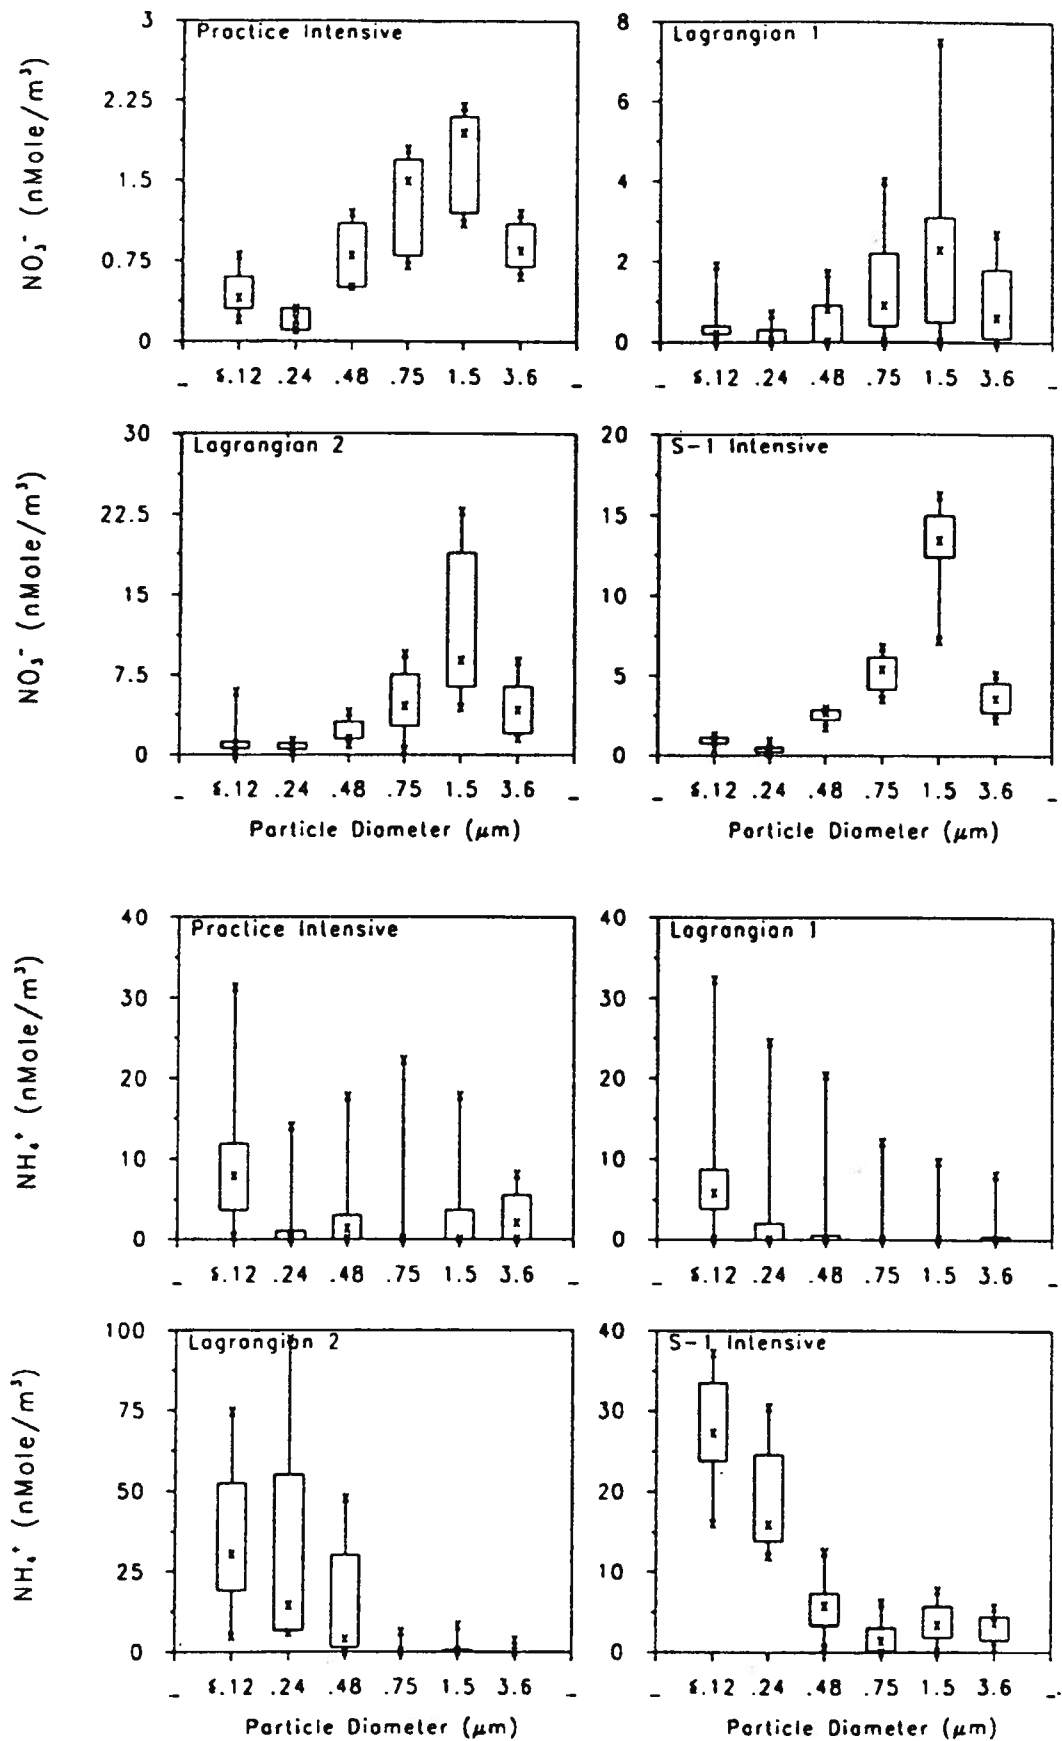 Practice Intensive
NO₃⁻ (nMole/m³)
3
2.25
1.5
0.75
0
≤.12 .24 .48 .75 1.5 3.6
Lagrangian 1
8
6
4
2
0
≤.12 .24 .48 .75 1.5 3.6
Lagrangian 2
NO₃⁻ (nMole/m³)
30
22.5
15
7.5
0
≤.12 .24 .48 .75 1.5 3.6
Particle Diameter (μm)
S-1 Intensive
20
15
10
5
0
≤.12 .24 .48 .75 1.5 3.6
Particle Diameter (μm)
Practice Intensive
NH₄⁺ (nMole/m³)
40
30
20
10
0
≤.12 .24 .48 .75 1.5 3.6
Lagrangian 1
40
30
20
10
0
≤.12 .24 .48 .75 1.5 3.6
Lagrangian 2
NH₄⁺ (nMole/m³)
100
75
50
25
0
≤.12 .24 .48 .75 1.5 3.6
Particle Diameter (μm)
S-1 Intensive
40
30
20
10
0
≤.12 .24 .48 .75 1.5 3.6
Particle Diameter (μm)